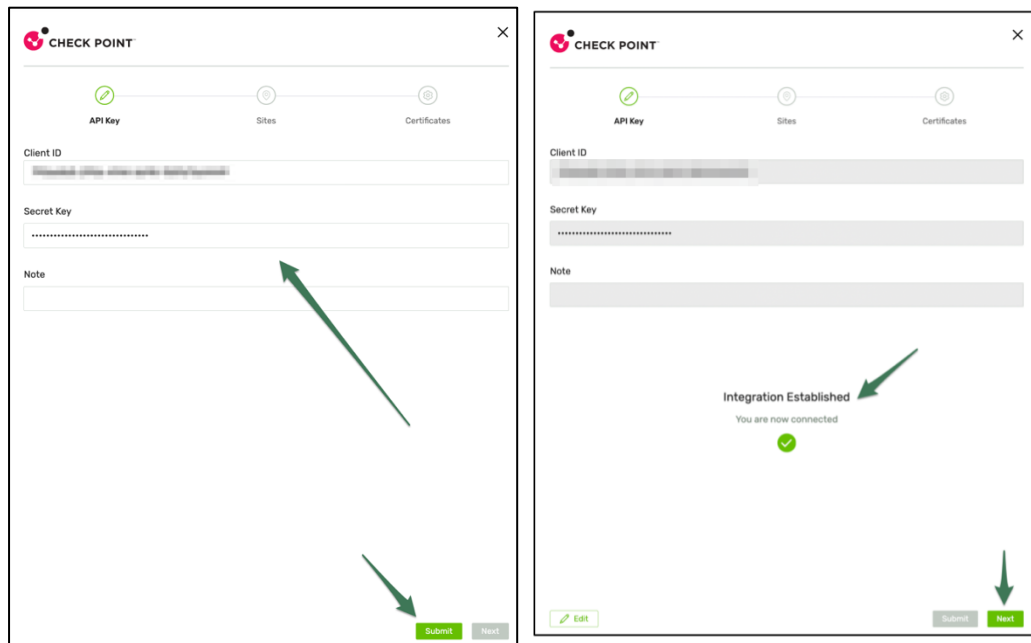 CHECK POINT
API Key
Sites
Certificates
Client ID
Secret Key
Note
Submit
Next
CHECK POINT
API Key
Sites
Certificates
Client ID
Secret Key
Note
Integration Established
You are now connected
Edit
Submit
Next